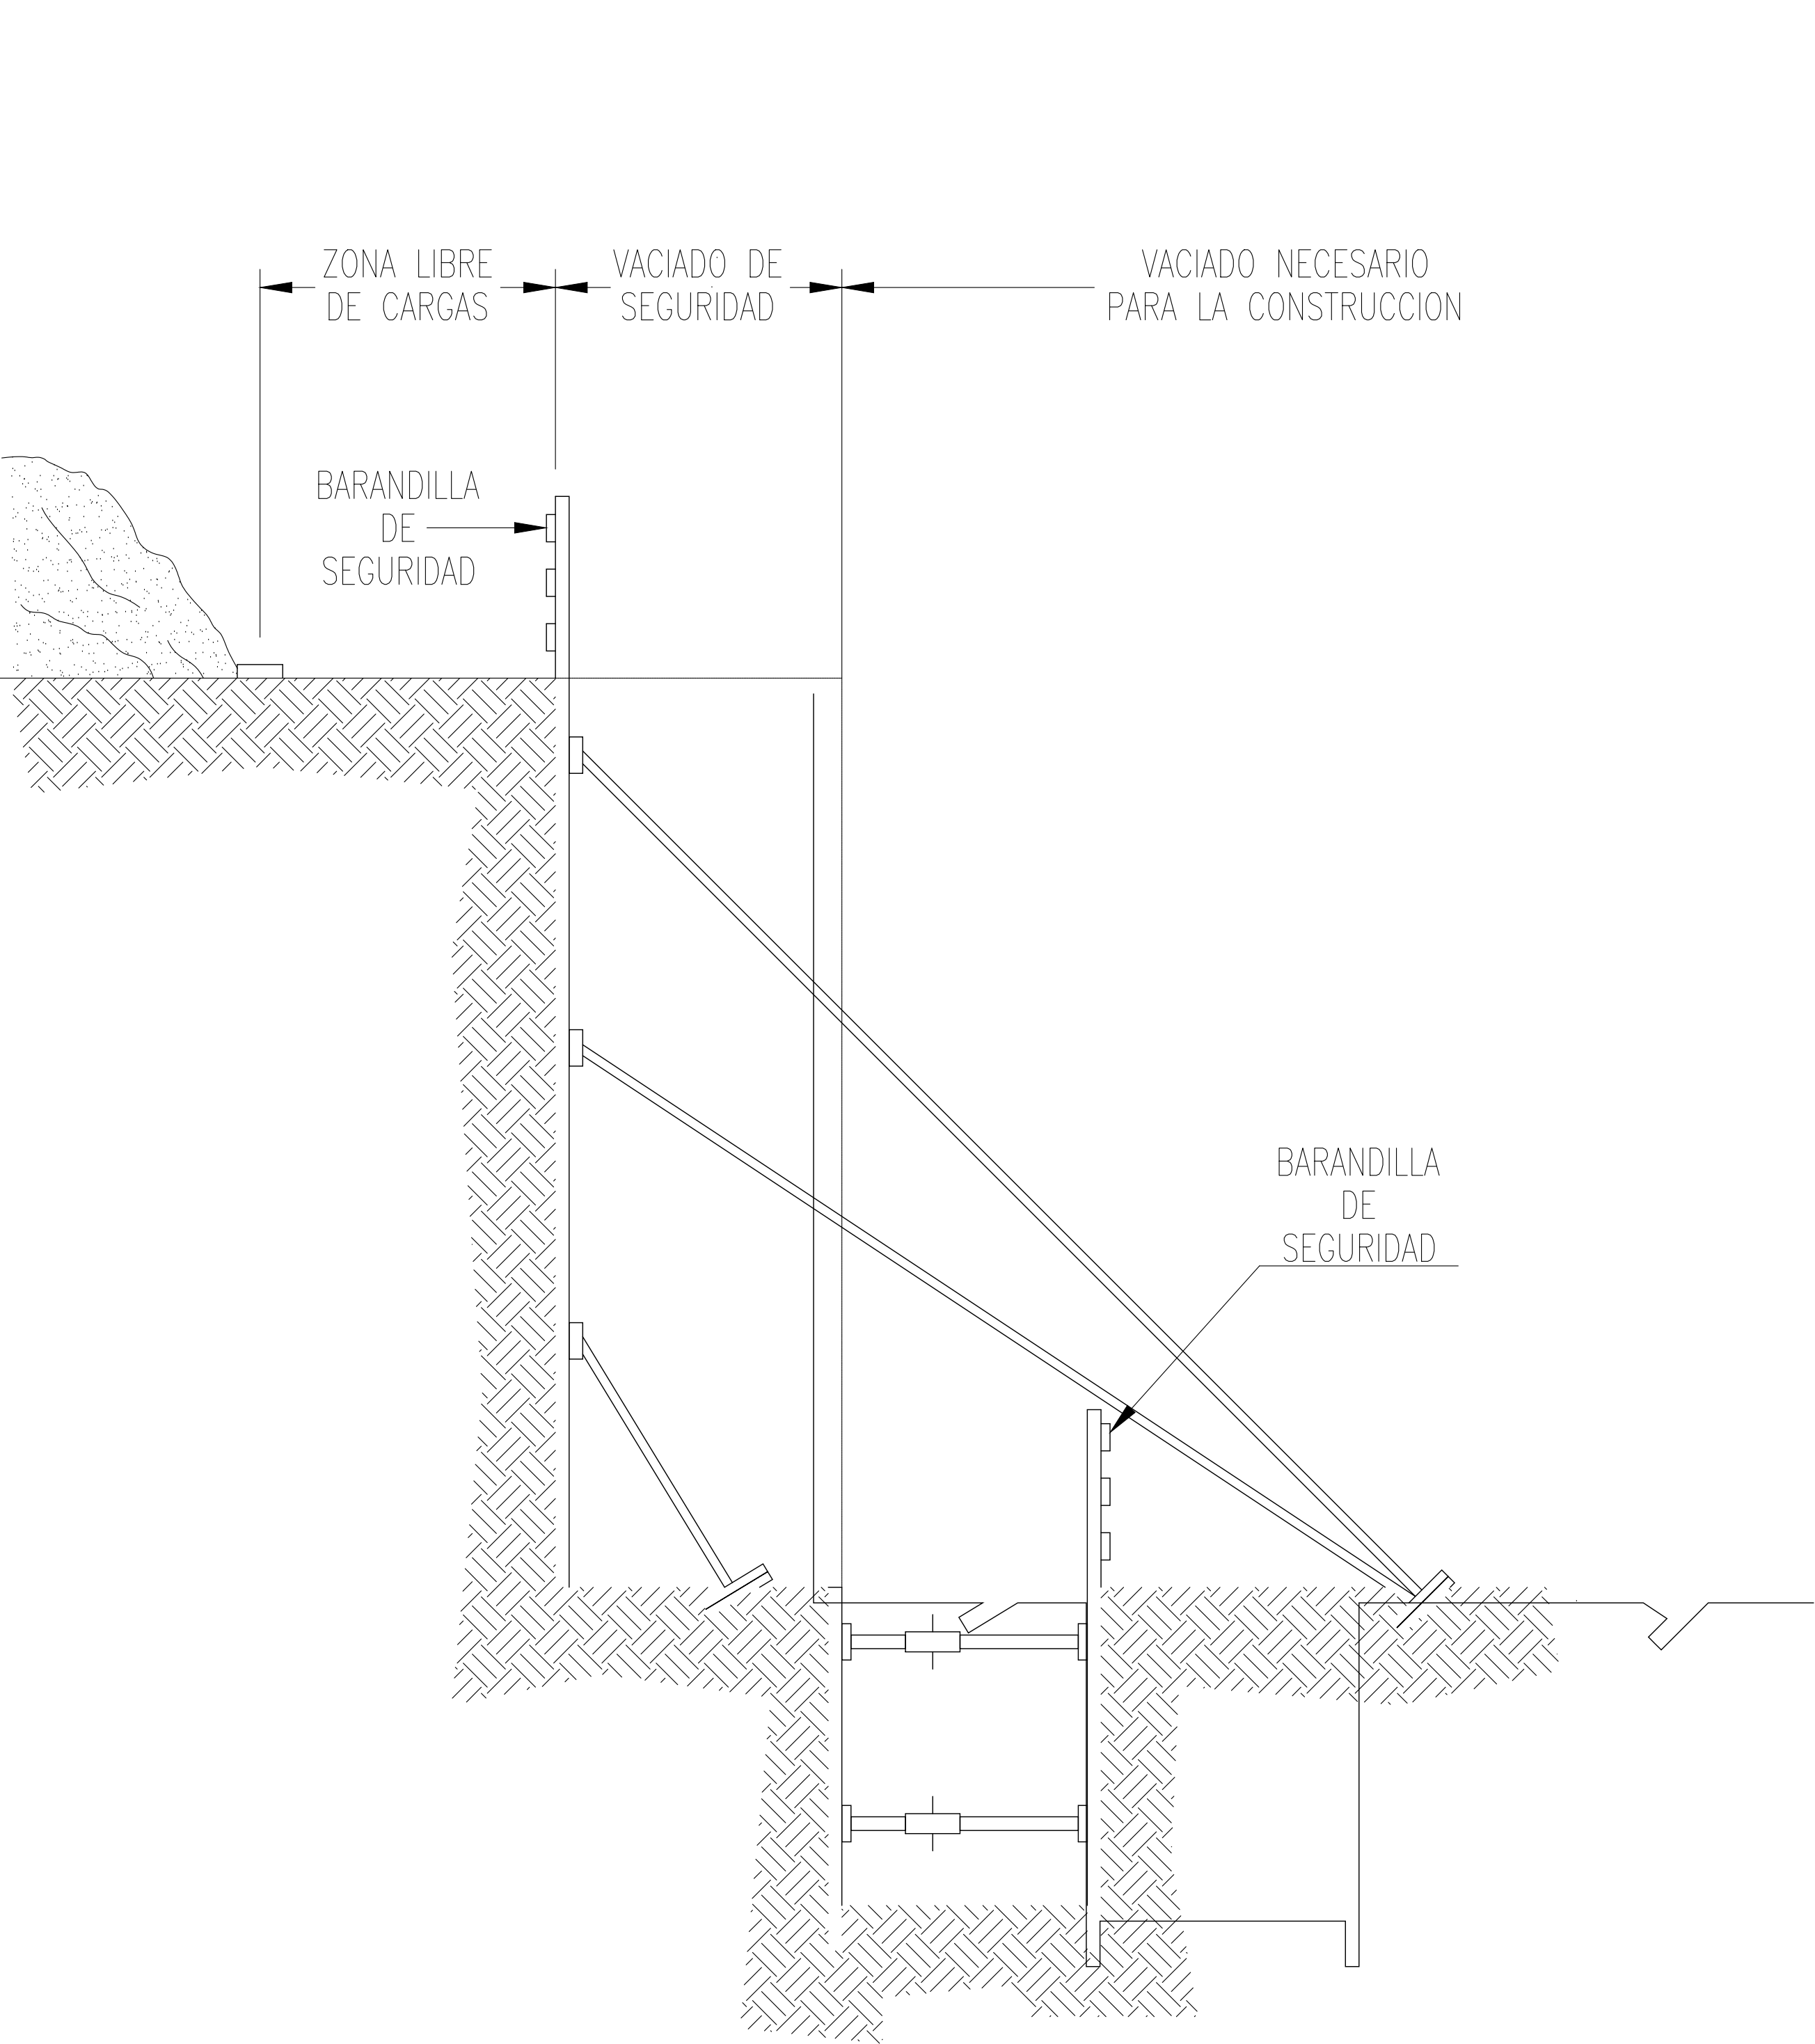 ZONA LIBRE
DE CARGAS
VACIADO DE
SEGURIDAD
VACIADO NECESARIO
PARA LA CONSTRUCCION
BARANDILLA
DE
SEGURIDAD
BARANDILLA
DE
SEGURIDAD